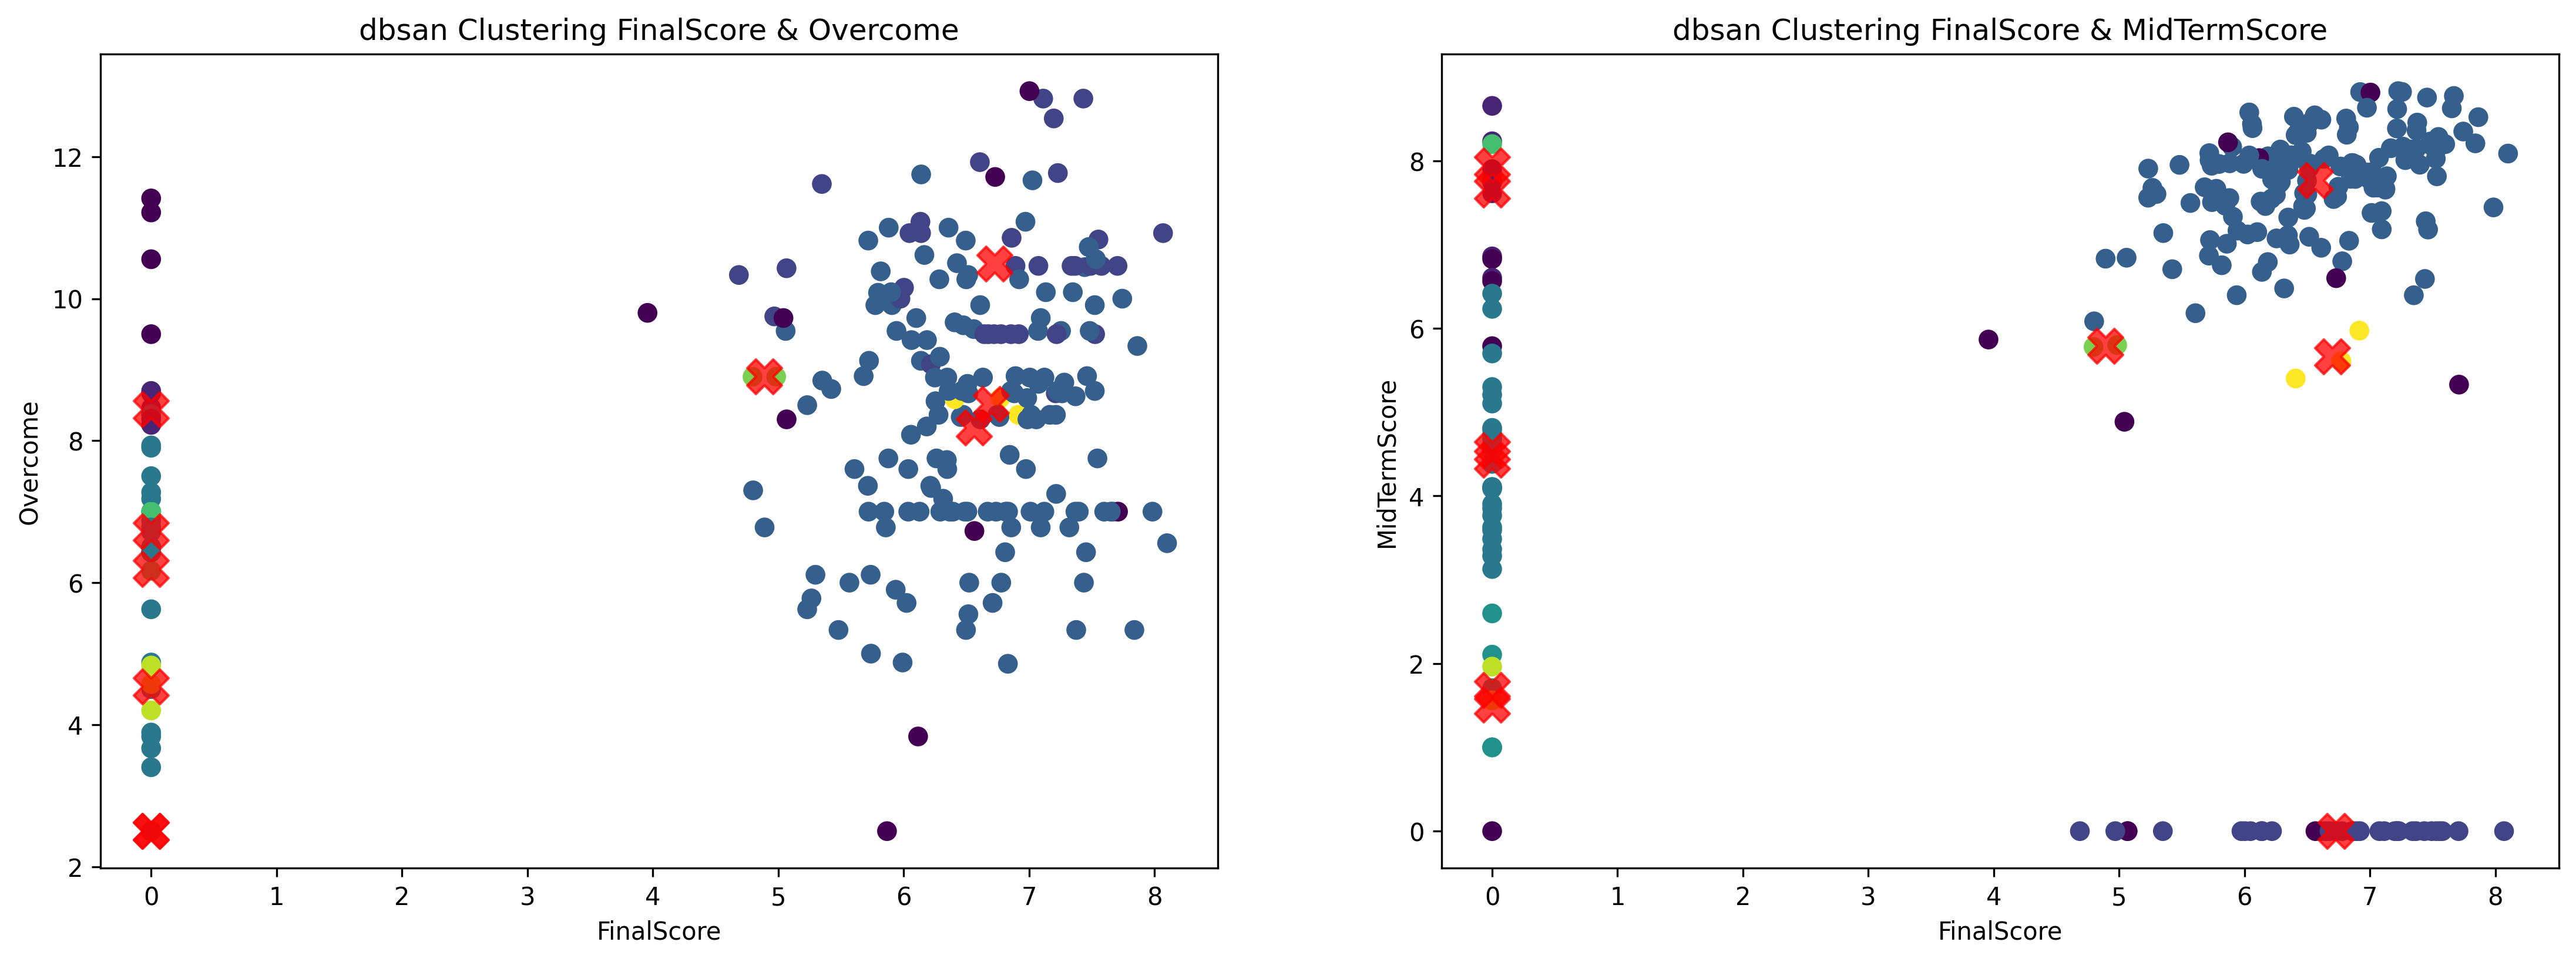 dbsan Clustering FinalScore & Overcome
12
10
8
6
4
2
Overcome
0 1 2 3 4 5 6 7 8
FinalScore
dbsan Clustering FinalScore & MidTermScore
8
6
4
2
0
MidTermScore
0 1 2 3 4 5 6 7 8
FinalScore